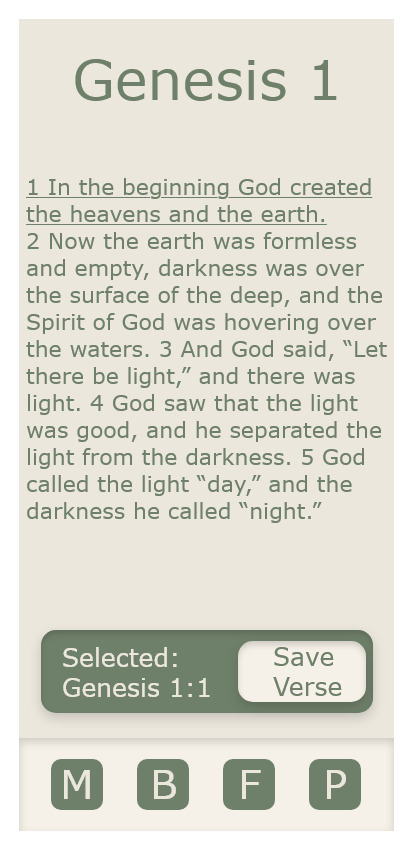 Genesis 1
1 In the beginning God created
the heavens and the earth.
2 Now the earth was formless
and empty, darkness was over
the surface of the deep, and the
Spirit of God was hovering over
the waters. 3 And God said, “Let
there be light,” and there was
light. 4 God saw that the light
was good, and he separated the
light from the darkness. 5 God
called the light “day,” and the
darkness he called “night.”
Selected:
Genesis 1:1
Save
Verse
M B F P